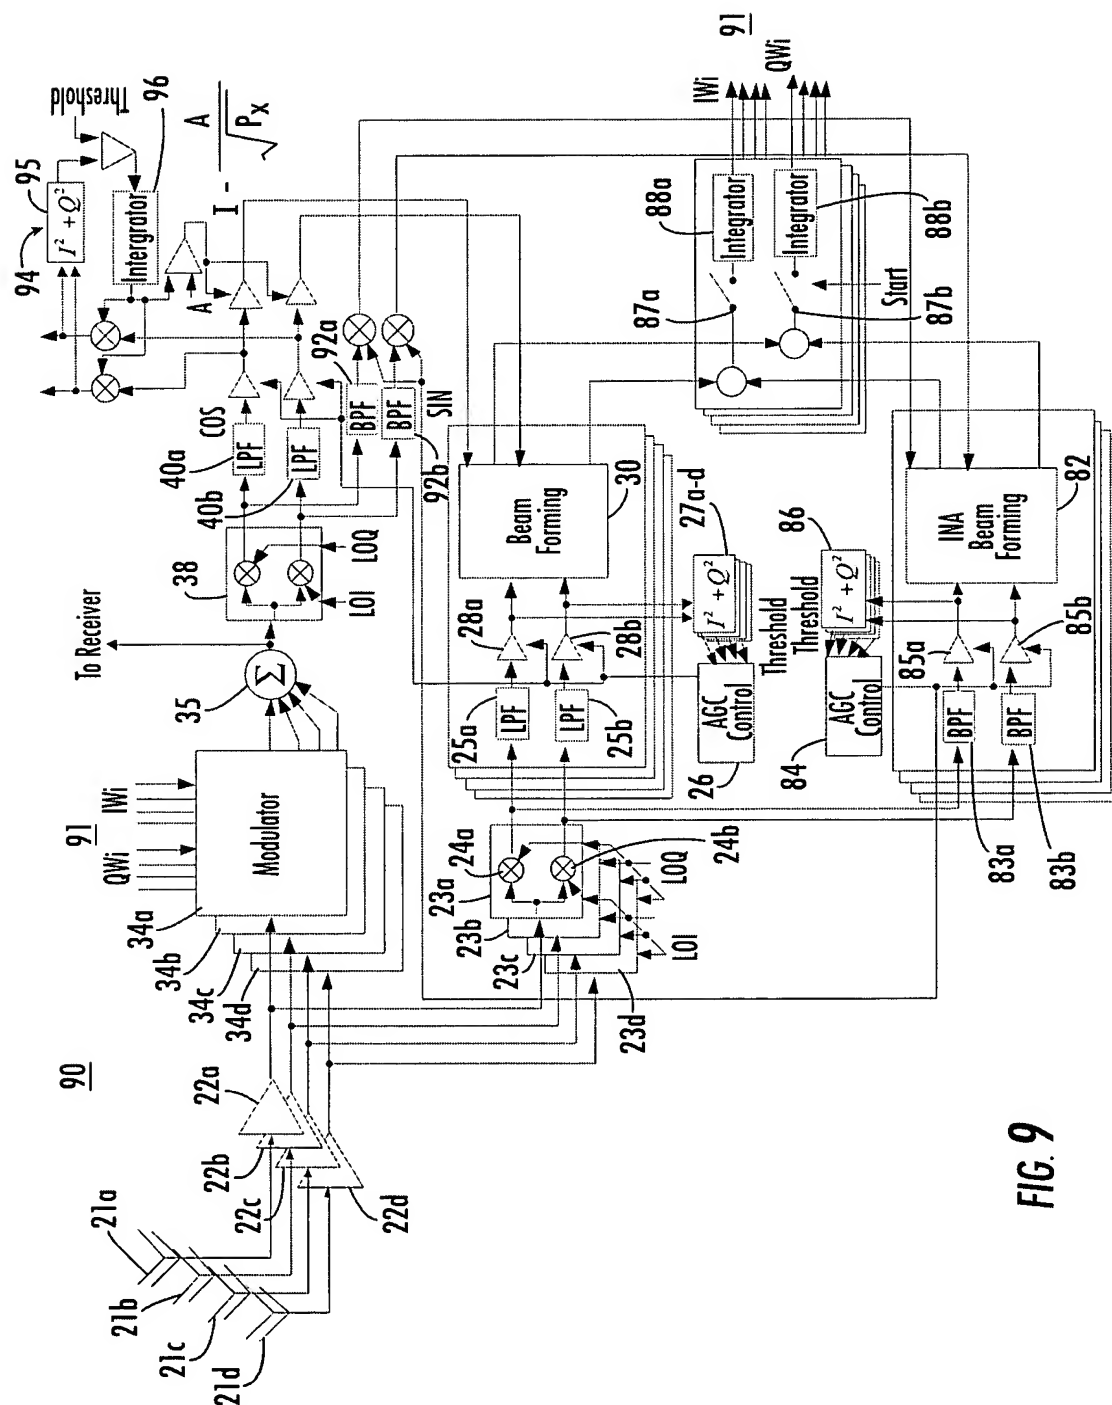 90
21a
21b
21c
21d
22a
22b
22c
22d
91
QWi
IWi
34a
34b
34c
34d
Modulator
35
Σ
To Receiver
38
LOI
LOQ
40a
40b
LPF
LPF
COS
SIN
BPF
BPF
92a
92b
94
95
I² + Q²
Threshold
Intergrator
96
A
I - A/√Px
23a
23b
23c
23d
24a
24b
LOI
LOQ
25a
25b
LPF
LPF
28a
28b
Beam
Forming
30
27a-d
I² + Q²
Threshold
AGC
Control
26
Threshold
86
I² + Q²
AGC
Control
84
83a
83b
BPF
BPF
85a
85b
INA
Beam
Forming
82
87a
87b
88a
88b
Integrator
Integrator
Start
IWi
QWi
91
FIG. 9